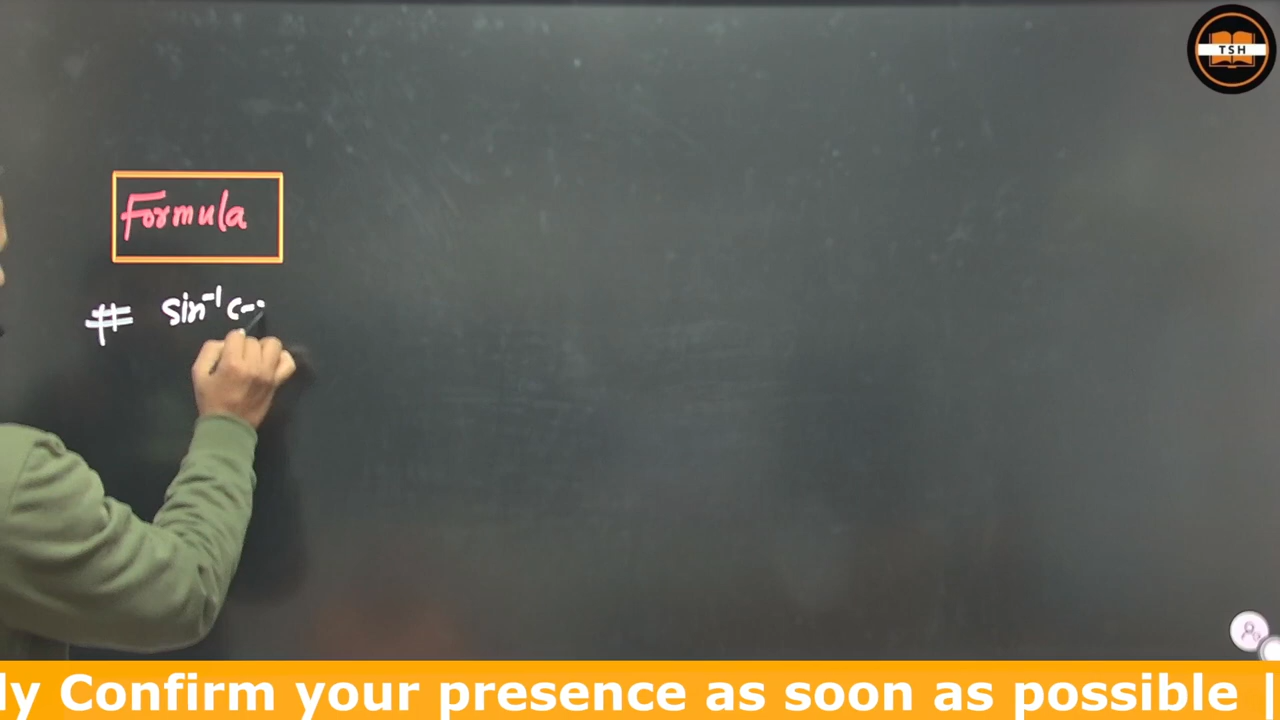 TSH
Formula
# sin⁻¹(-
ly Confirm your presence as soon as possible |